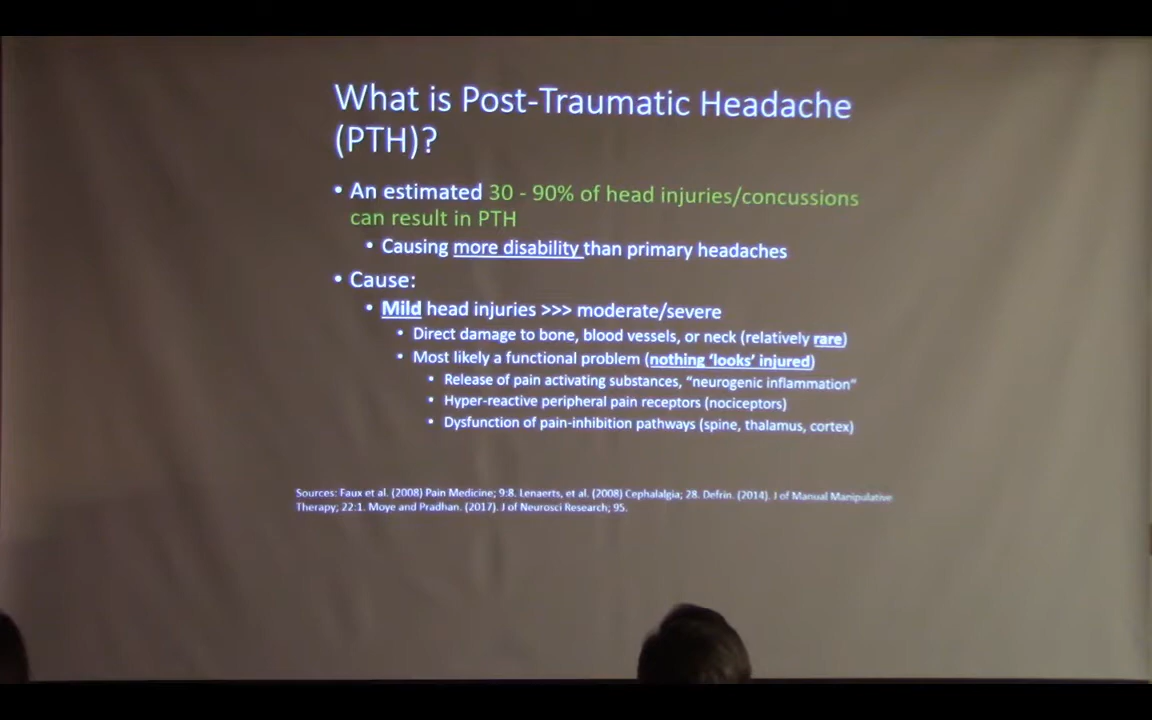 What is Post-Traumatic Headache
(PTH)?
• An estimated 30 - 90% of head injuries/concussions
can result in PTH
• Causing more disability than primary headaches
• Cause:
• Mild head injuries >>> moderate/severe
• Direct damage to bone, blood vessels, or neck (relatively rare)
• Most likely a functional problem (nothing ‘looks’ injured)
• Release of pain activating substances, “neurogenic inflammation”
• Hyper-reactive peripheral pain receptors (nociceptors)
• Dysfunction of pain-inhibition pathways (spine, thalamus, cortex)
Sources: Faux et al. (2008) Pain Medicine; 9:8. Lenaerts, et al. (2008) Cephalalgia; 28. Defrin. (2014). J of Manual Manipulative
Therapy; 22:1. Moye and Pradhan. (2017). J of Neurosci Research; 95.